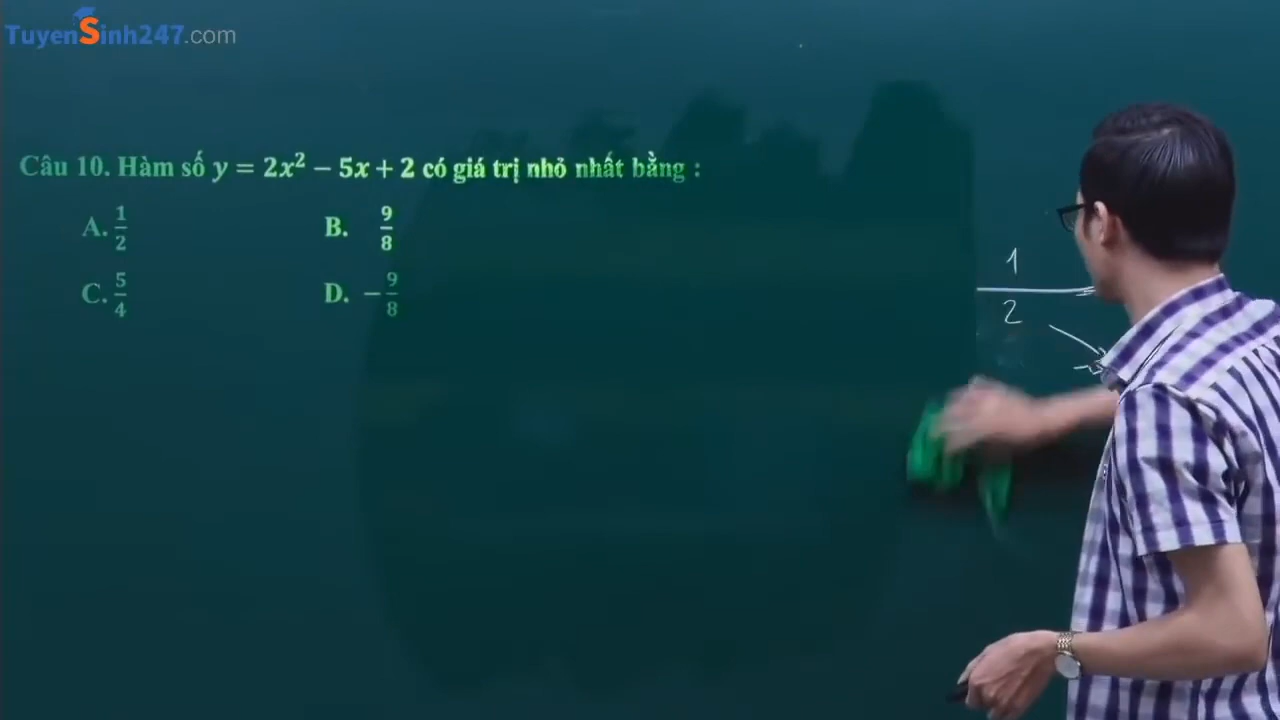 TuyenSinh247.com
Câu 10. Hàm số y = 2x² − 5x + 2 có giá trị nhỏ nhất bằng :
A. 1/2 B. 9/8
C. 5/4 D. −9/8
1
2